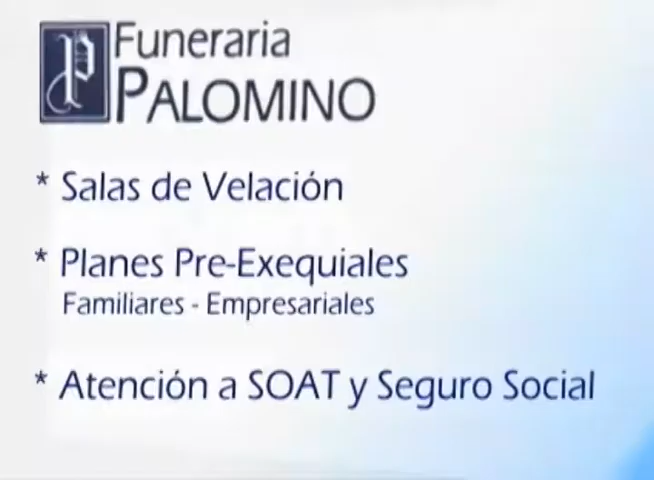 P
Funeraria
PALOMINO
* Salas de Velación
* Planes Pre-Exequiales
Familiares - Empresariales
* Atención a SOAT y Seguro Social